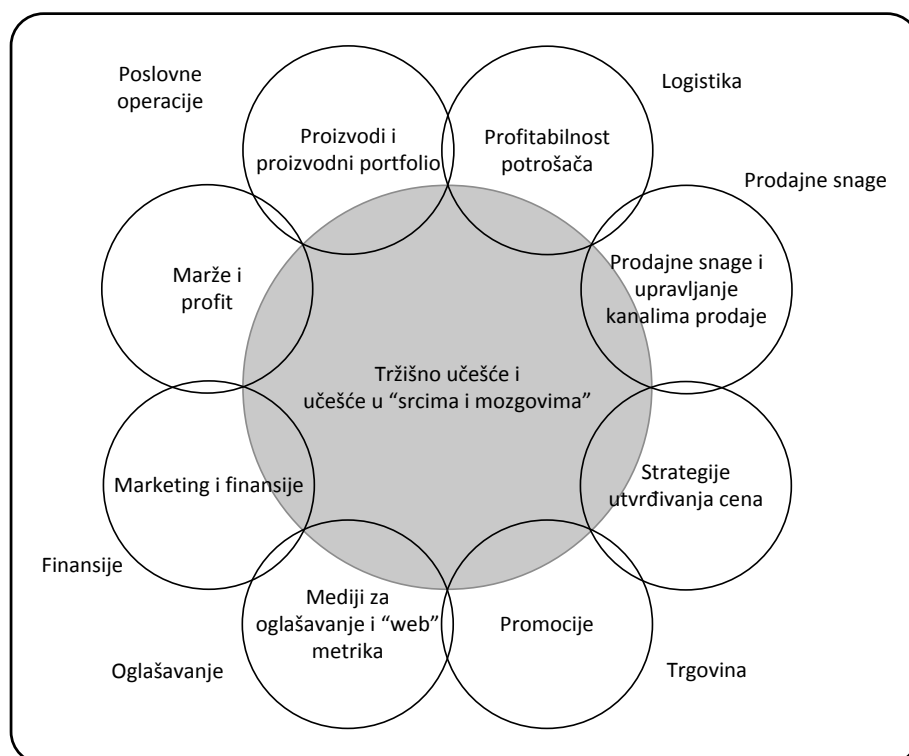 Poslovne
operacije
Logistika
Proizvodi i
proizvodni portfolio
Profitabilnost
potrošača
Prodajne snage
Marže i
profit
Prodajne snage i
upravljanje
kanalima prodaje
Tržišno učešće i
učešće u “srcima i mozgovima”
Marketing i finansije
Strategije
utvrđivanja cena
Finansije
Mediji za
oglašavanje i “web”
metrika
Promocije
Oglašavanje
Trgovina